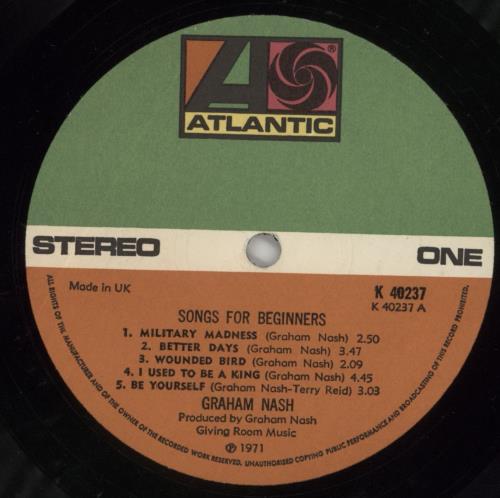 ATLANTIC
®
STEREO
ONE
Made in UK
K 40237
K 40237 A
SONGS FOR BEGINNERS
1. MILITARY MADNESS (Graham Nash) 2.50
2. BETTER DAYS (Graham Nash) 3.47
3. WOUNDED BIRD (Graham Nash) 2.09
4. I USED TO BE A KING (Graham Nash) 4.45
5. BE YOURSELF (Graham Nash-Terry Reid) 3.03
GRAHAM NASH
Produced by Graham Nash
Giving Room Music
℗ 1971
ALL RIGHTS OF THE MANUFACTURER AND OF THE OWNER OF THE RECORDED WORK RESERVED. UNAUTHORISED COPYING PUBLIC PERFORMANCE AND BROADCASTING OF THIS RECORD PROHIBITED.